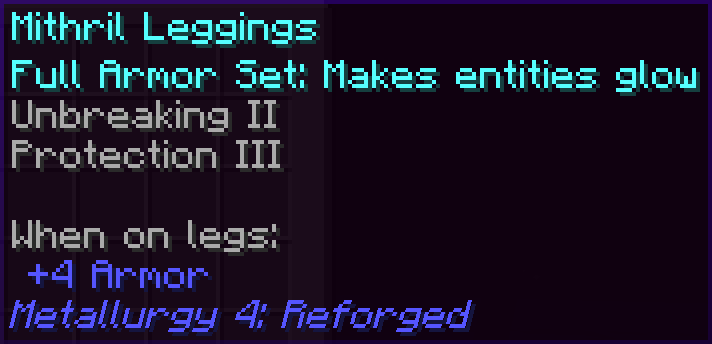 Mithril Leggings
Full Armor Set: Makes entities glow
Unbreaking II
Protection III
When on legs:
+4 Armor
Metallurgy 4: Reforged